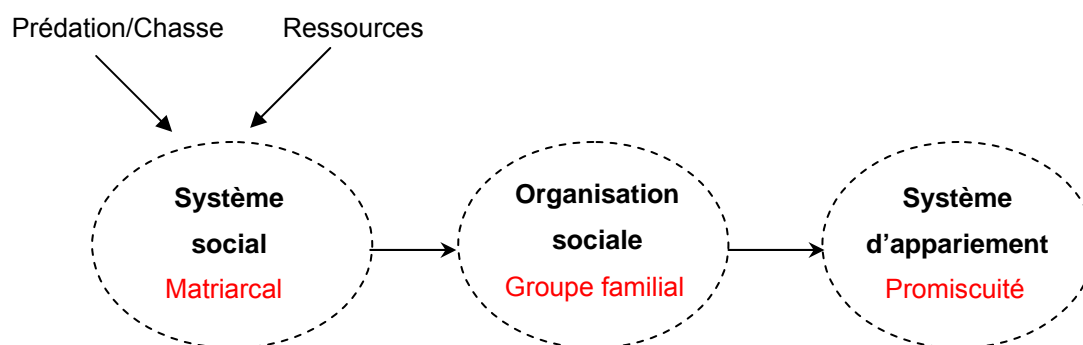 Prédation/Chasse
Ressources
Système
social
Matriarcal
Organisation
sociale
Groupe familial
Système
d’appariement
Promiscuité